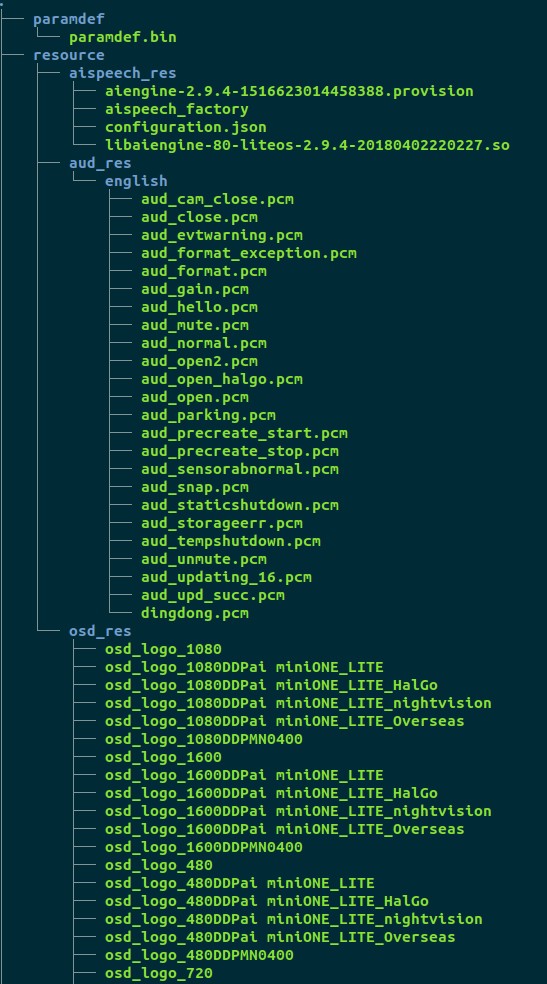 .
paramdef
paramdef.bin
resource
aispeech_res
aiengine-2.9.4-1516623014458388.provision
aispeech_factory
configuration.json
libaiengine-80-liteos-2.9.4-20180402220227.so
aud_res
english
aud_cam_close.pcm
aud_close.pcm
aud_evtwarning.pcm
aud_format_exception.pcm
aud_format.pcm
aud_gain.pcm
aud_hello.pcm
aud_mute.pcm
aud_normal.pcm
aud_open2.pcm
aud_open_halgo.pcm
aud_open.pcm
aud_parking.pcm
aud_precreate_start.pcm
aud_precreate_stop.pcm
aud_sensorabnormal.pcm
aud_snap.pcm
aud_staticshutdown.pcm
aud_storageerr.pcm
aud_tempshutdown.pcm
aud_unmute.pcm
aud_updating_16.pcm
aud_upd_succ.pcm
dingdong.pcm
osd_res
osd_logo_1080
osd_logo_1080DDPai miniONE_LITE
osd_logo_1080DDPai miniONE_LITE_HalGo
osd_logo_1080DDPai miniONE_LITE_nightvision
osd_logo_1080DDPai miniONE_LITE_Overseas
osd_logo_1080DDPMN0400
osd_logo_1600
osd_logo_1600DDPai miniONE_LITE
osd_logo_1600DDPai miniONE_LITE_HalGo
osd_logo_1600DDPai miniONE_LITE_nightvision
osd_logo_1600DDPai miniONE_LITE_Overseas
osd_logo_1600DDPMN0400
osd_logo_480
osd_logo_480DDPai miniONE_LITE
osd_logo_480DDPai miniONE_LITE_HalGo
osd_logo_480DDPai miniONE_LITE_nightvision
osd_logo_480DDPai miniONE_LITE_Overseas
osd_logo_480DDPMN0400
osd_logo_720